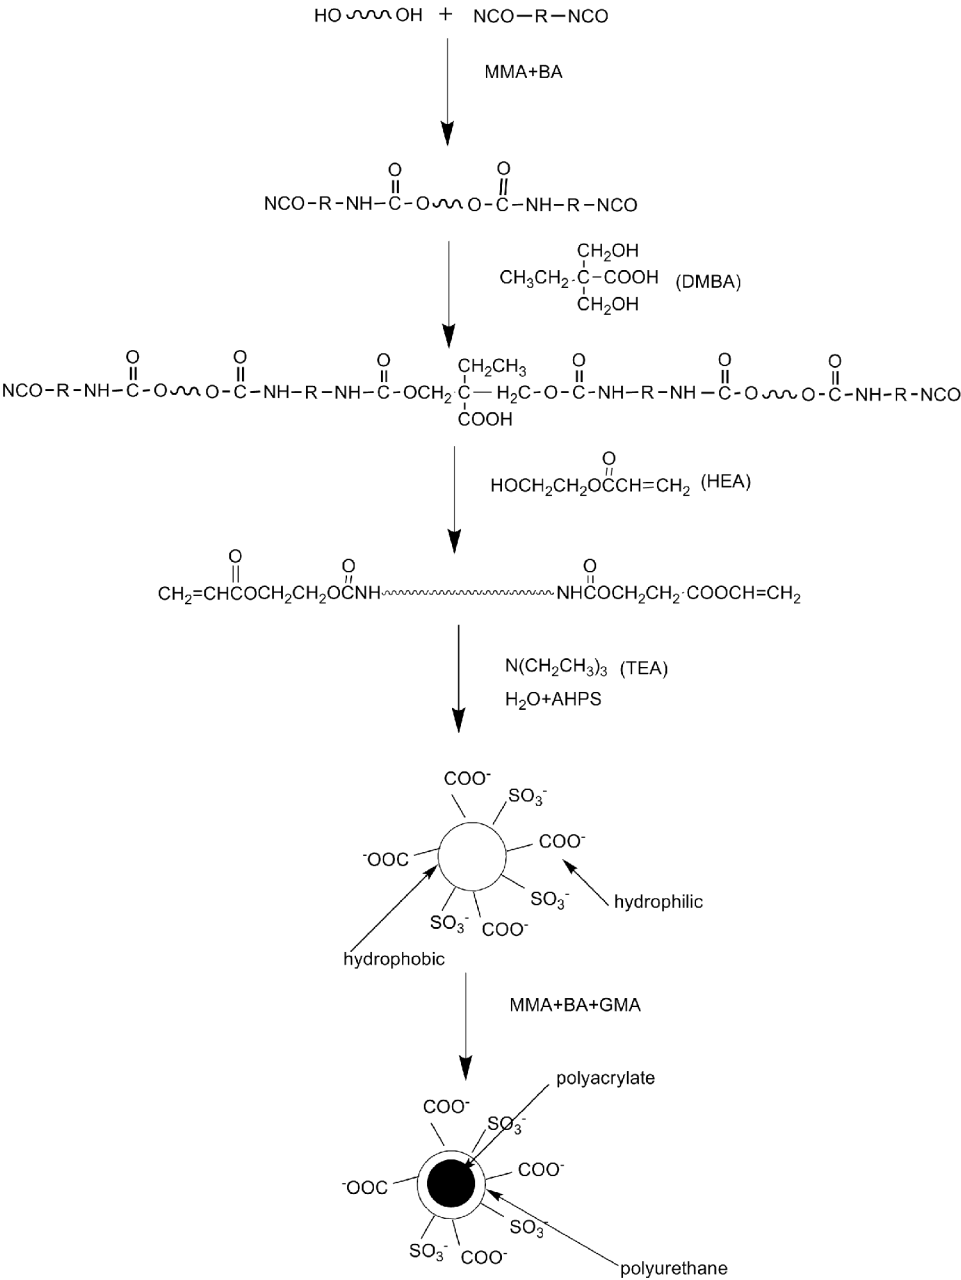 HO OH + NCO–R–NCO
MMA+BA
O O
NCO–R–NH–C–O O–C–NH–R–NCO
CH2OH
CH3CH2-C–COOH (DMBA)
CH2OH
O O O CH2CH3 O O O
NCO–R–NH–C–O O–C–NH–R–NH–C–OCH2-C–H2C–O–C–NH–R–NH–C–O O–C–NH–R–NCO
COOH
O
HOCH2CH2OCCH=CH2 (HEA)
O O O
CH2=CHCOCH2CH2OCNH NHCOCH2CH2-COOCH=CH2
N(CH2CH3)3 (TEA)
H2O+AHPS
COO-
SO3-
-OOC COO-
SO3- hydrophilic
SO3- COO-
hydrophobic
MMA+BA+GMA
polyacrylate
COO-
SO3-
-OOC COO-
SO3-
SO3- COO-
polyurethane